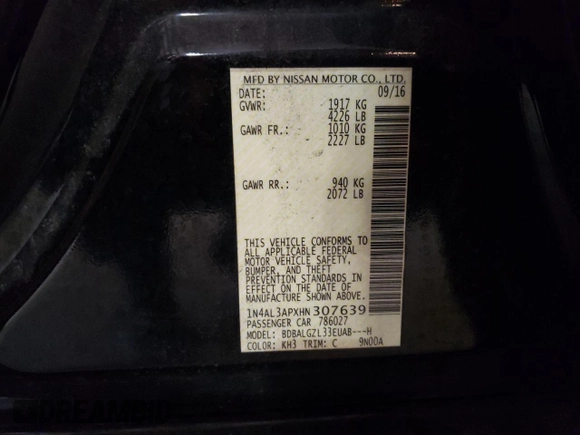 MFD BY NISSAN MOTOR CO., LTD.
DATE: 09/16
GVWR: 1917 KG
4226 LB
GAWR FR.: 1010 KG
2227 LB
GAWR RR.: 940 KG
2072 LB
THIS VEHICLE CONFORMS TO
ALL APPLICABLE FEDERAL
MOTOR VEHICLE SAFETY,
BUMPER, AND THEFT
PREVENTION STANDARDS IN
EFFECT ON THE DATE OF
MANUFACTURE SHOWN ABOVE.
1N4AL3APXHN307639
PASSENGER CAR 786027
MODEL: BDBALGZL33EUAB---H
COLOR: KH3 TRIM: C 9N00A
DREAMBID